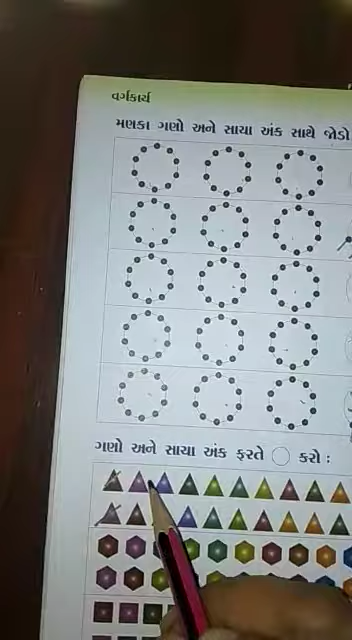 વર્ગકાર્ય
મણકા ગણો અને સાચા અંક સાથે જોડો
ગણો અને સાચા અંક ફરતે ◯ કરો :